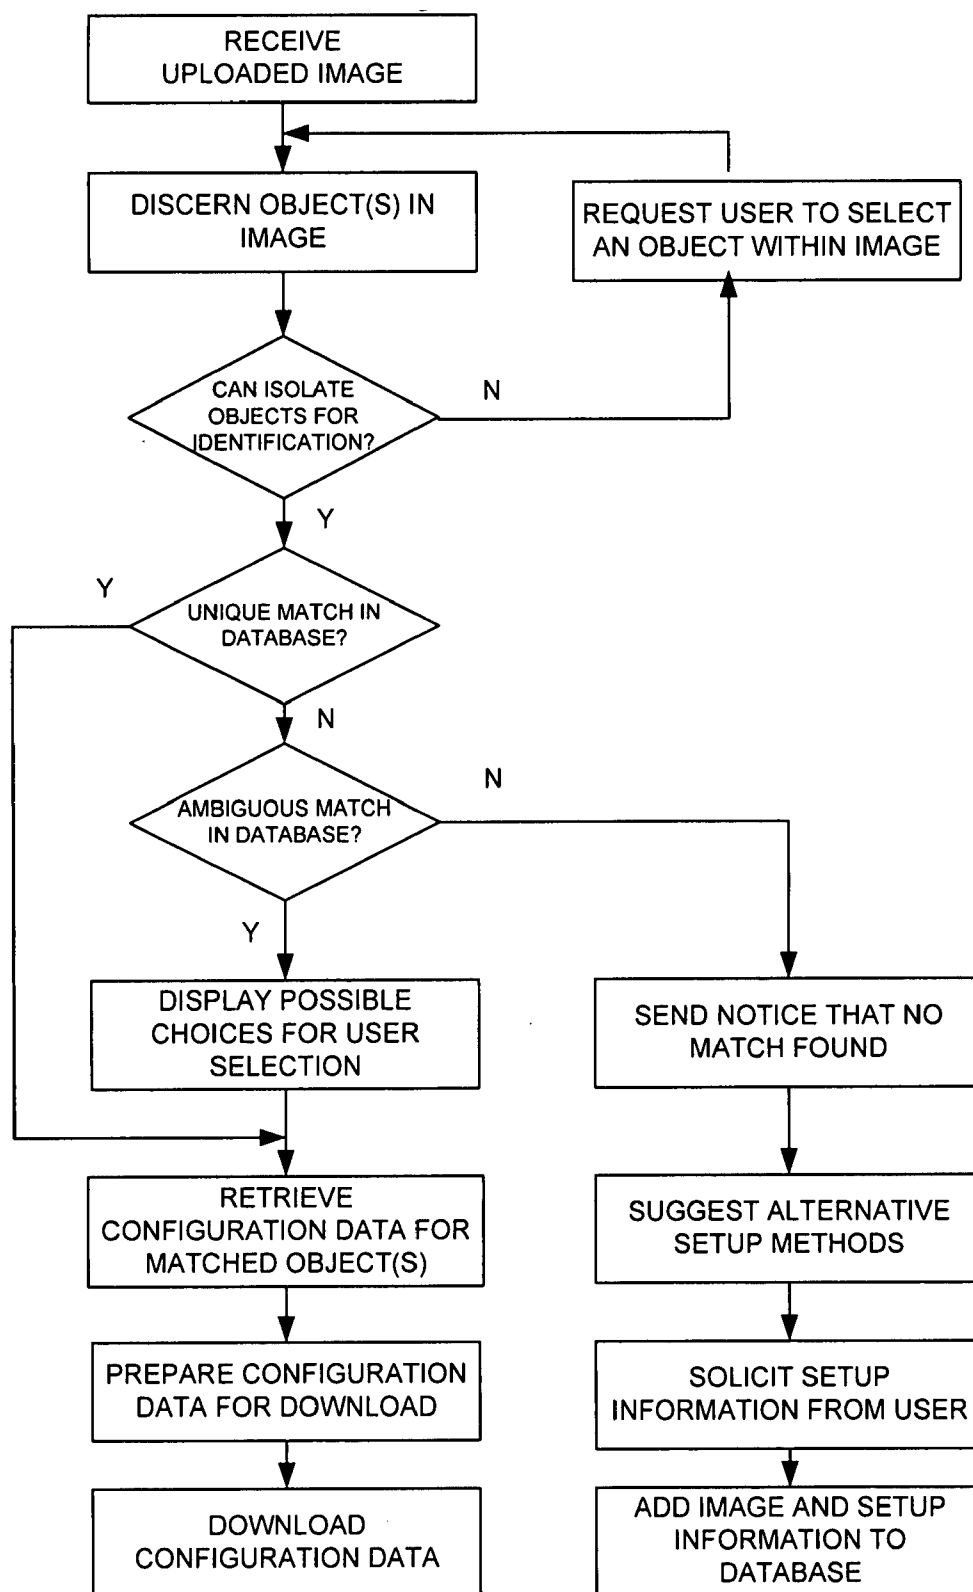 RECEIVE
UPLOADED IMAGE
DISCERN OBJECT(S) IN
IMAGE
REQUEST USER TO SELECT
AN OBJECT WITHIN IMAGE
CAN ISOLATE
OBJECTS FOR
IDENTIFICATION?
N
Y
Y
UNIQUE MATCH IN
DATABASE?
N
AMBIGUOUS MATCH
IN DATABASE?
N
Y
DISPLAY POSSIBLE
CHOICES FOR USER
SELECTION
SEND NOTICE THAT NO
MATCH FOUND
RETRIEVE
CONFIGURATION DATA FOR
MATCHED OBJECT(S)
SUGGEST ALTERNATIVE
SETUP METHODS
PREPARE CONFIGURATION
DATA FOR DOWNLOAD
SOLICIT SETUP
INFORMATION FROM USER
DOWNLOAD
CONFIGURATION DATA
ADD IMAGE AND SETUP
INFORMATION TO
DATABASE